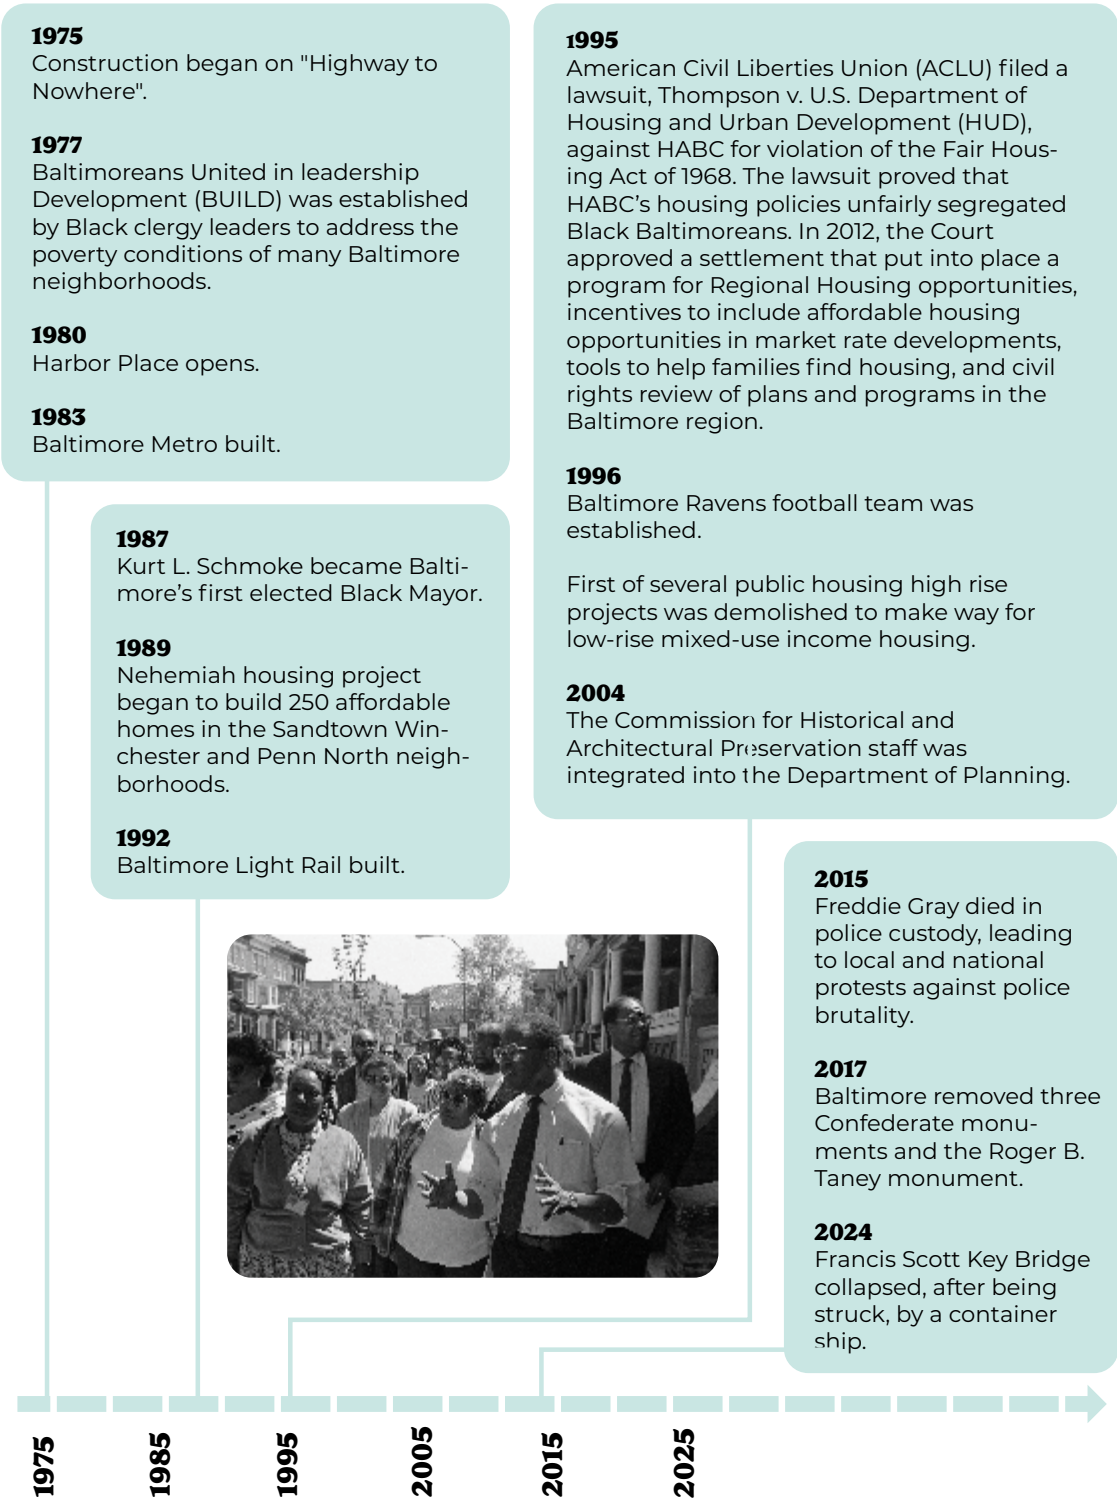 1975
Construction began on "Highway to
Nowhere".
1977
Baltimoreans United in leadership
Development (BUILD) was established
by Black clergy leaders to address the
poverty conditions of many Baltimore
neighborhoods.
1980
Harbor Place opens.
1983
Baltimore Metro built.
1987
Kurt L. Schmoke became Balti-
more’s first elected Black Mayor.
1989
Nehemiah housing project
began to build 250 affordable
homes in the Sandtown Win-
chester and Penn North neigh-
borhoods.
1992
Baltimore Light Rail built.
1995
American Civil Liberties Union (ACLU) filed a
lawsuit, Thompson v. U.S. Department of
Housing and Urban Development (HUD),
against HABC for violation of the Fair Hous-
ing Act of 1968. The lawsuit proved that
HABC’s housing policies unfairly segregated
Black Baltimoreans. In 2012, the Court
approved a settlement that put into place a
program for Regional Housing opportunities,
incentives to include affordable housing
opportunities in market rate developments,
tools to help families find housing, and civil
rights review of plans and programs in the
Baltimore region.
1996
Baltimore Ravens football team was
established.
First of several public housing high rise
projects was demolished to make way for
low-rise mixed-use income housing.
2004
The Commission for Historical and
Architectural Preservation staff was
integrated into the Department of Planning.
2015
Freddie Gray died in
police custody, leading
to local and national
protests against police
brutality.
2017
Baltimore removed three
Confederate monu-
ments and the Roger B.
Taney monument.
2024
Francis Scott Key Bridge
collapsed, after being
struck, by a container
ship.
1975
1985
1995
2005
2015
2025